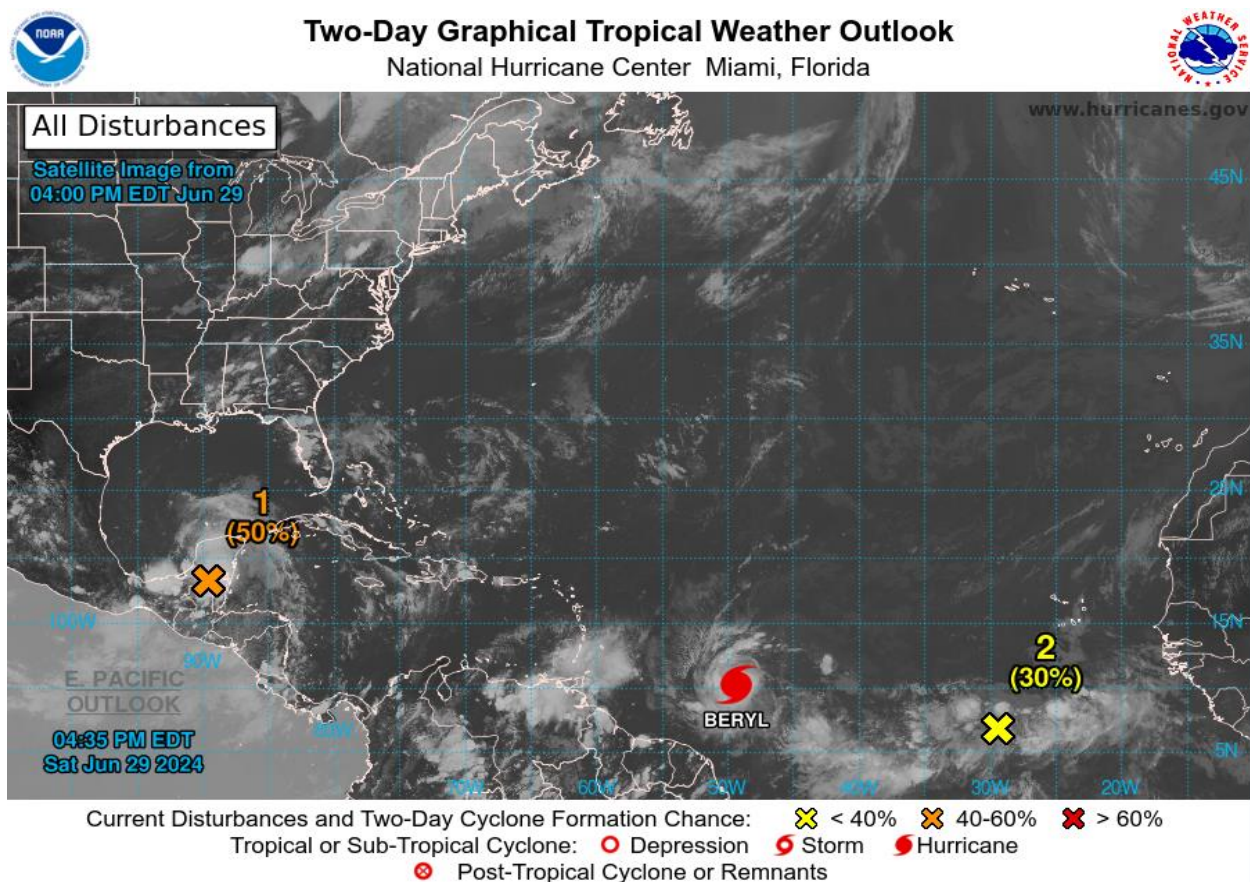 Two-Day Graphical Tropical Weather Outlook
National Hurricane Center Miami, Florida
NOAA
NATIONAL WEATHER SERVICE
www.hurricanes.gov
All Disturbances
Satellite Image from
04:00 PM EDT Jun 29
45N
35N
25N
1
(50%)
15N
100W
90W
2
(30%)
E. PACIFIC
OUTLOOK
BERYL
80W
04:35 PM EDT
Sat Jun 29 2024
5N
70W
60W
50W
40W
30W
20W
Current Disturbances and Two-Day Cyclone Formation Chance: < 40% 40-60% > 60%
Tropical or Sub-Tropical Cyclone: Depression Storm Hurricane
Post-Tropical Cyclone or Remnants